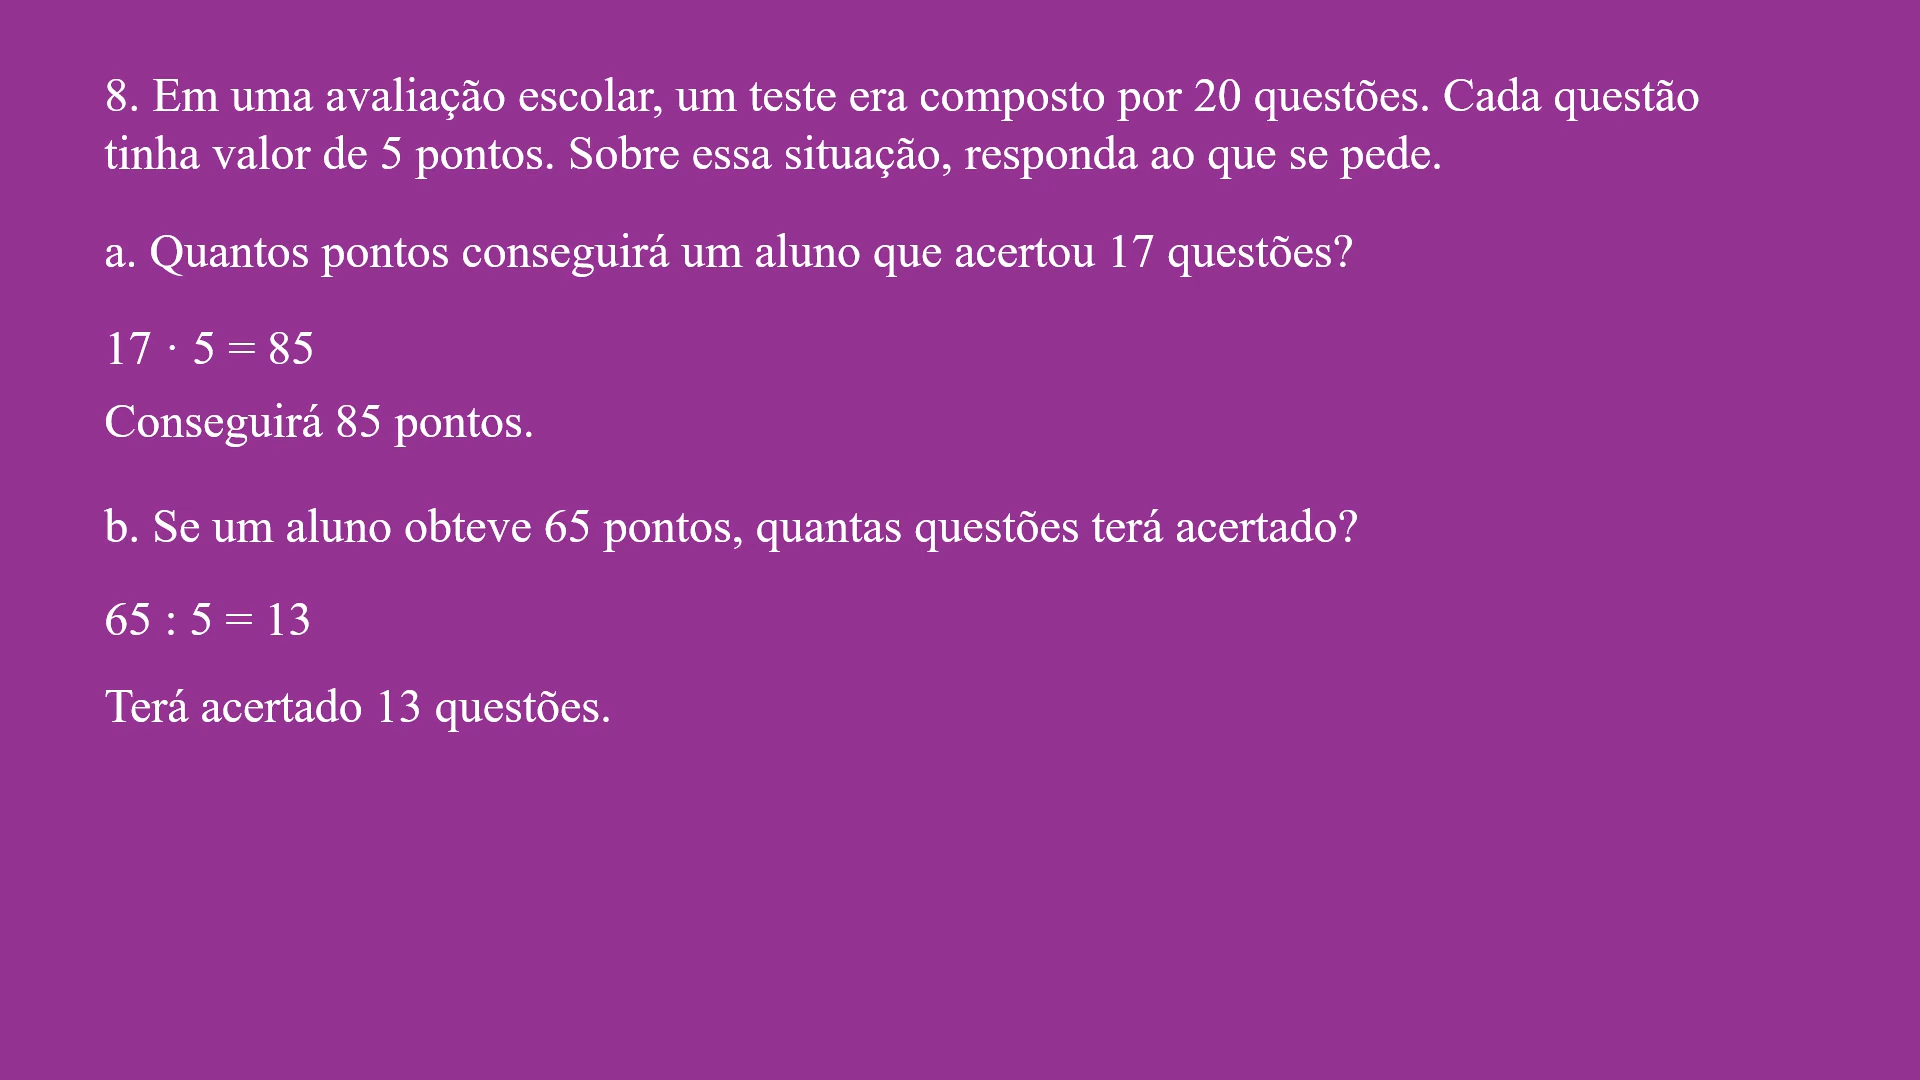 8. Em uma avaliação escolar, um teste era composto por 20 questões. Cada questão
tinha valor de 5 pontos. Sobre essa situação, responda ao que se pede.
a. Quantos pontos conseguirá um aluno que acertou 17 questões?
17 · 5 = 85
Conseguirá 85 pontos.
b. Se um aluno obteve 65 pontos, quantas questões terá acertado?
65 : 5 = 13
Terá acertado 13 questões.